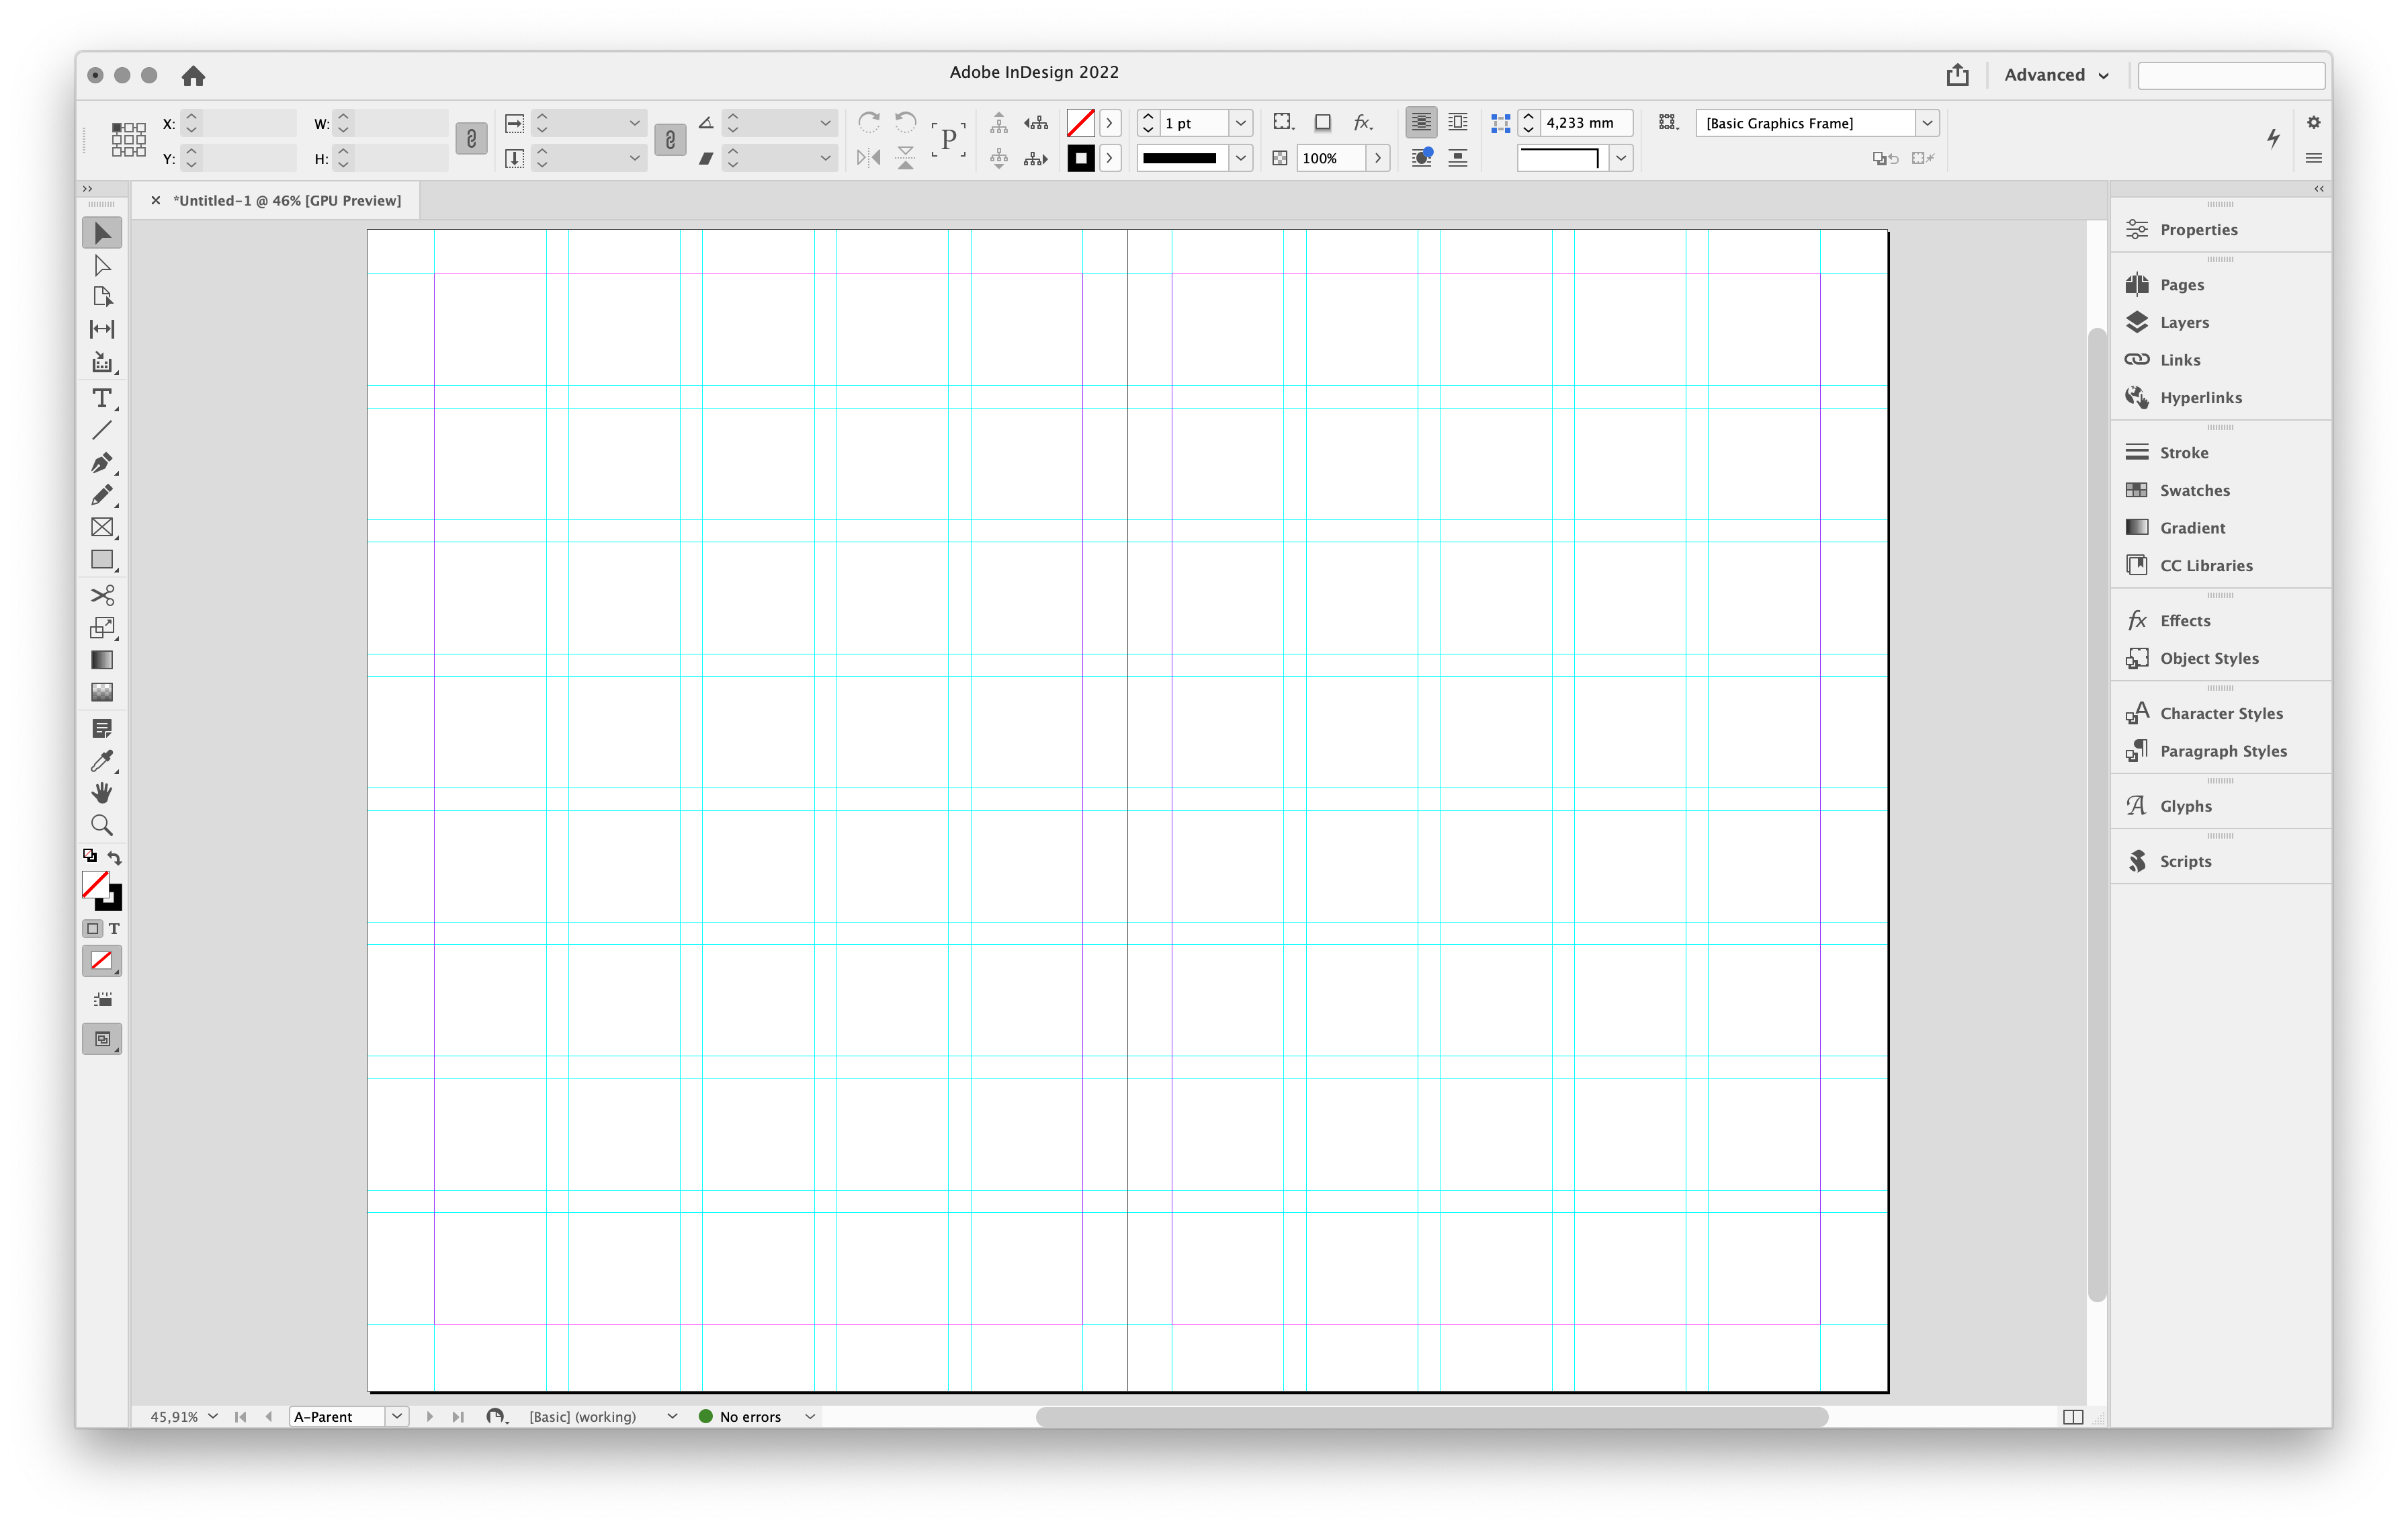 Adobe InDesign 2022
Advanced
X: W: 1 pt fx. 4,233 mm [Basic Graphics Frame]
P
Y: H: 100%
*Untitled-1 @ 46% [GPU Preview]
Properties
Pages
Layers
Links
Hyperlinks
Stroke
Swatches
Gradient
CC Libraries
fx Effects
Object Styles
Character Styles
Paragraph Styles
Glyphs
Scripts
T
T
45,91% A-Parent [Basic] (working) No errors